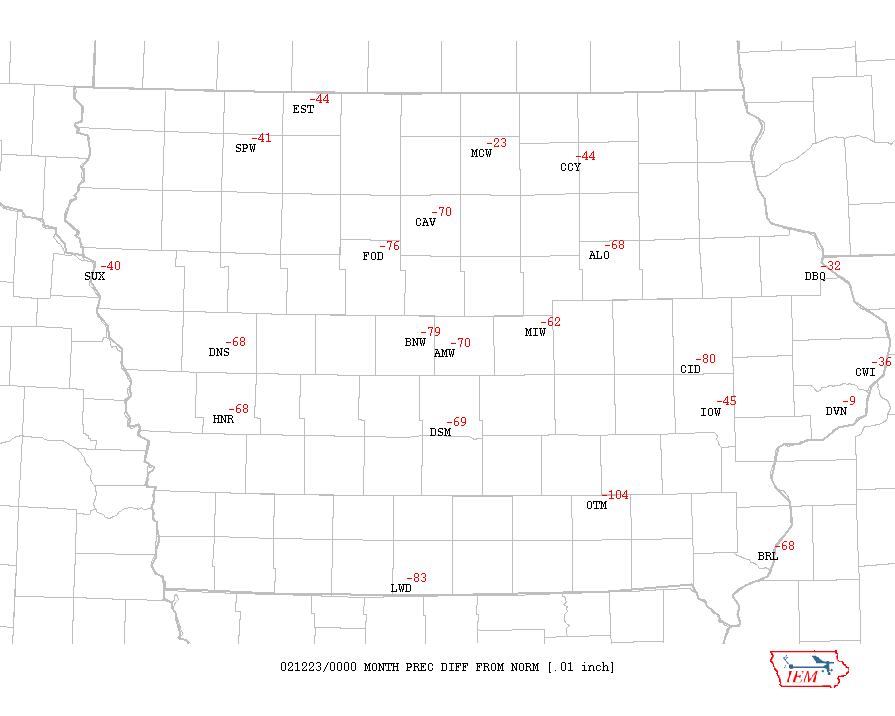 -44
EST
-41
SPW
-23
MCW
-44
CCY
-70
CAV
-76
FOD
-68
ALO
-40
SUX
-32
DBQ
-62
MIW
-79
BNW
-70
AMW
-68
DNS
-80
CID
-36
CWI
-68
HNR
-45
IOW
-9
DVN
-69
DSM
-104
OTM
-68
BRL
-83
LWD
021223/0000 MONTH PREC DIFF FROM NORM [.01 inch]
IEM